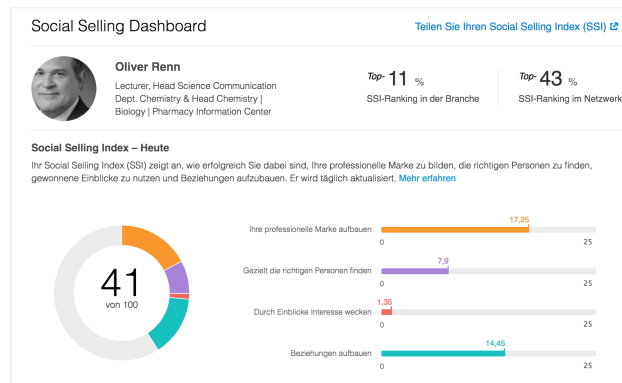 Social Selling Dashboard
Teilen Sie Ihren Social Selling Index (SSI)
Oliver Renn
Lecturer, Head Science Communication
Dept. Chemistry & Head Chemistry |
Biology | Pharmacy Information Center
Top- 11 %
SSI-Ranking in der Branche
Top- 43 %
SSI-Ranking im Netzwerk
Social Selling Index – Heute
Ihr Social Selling Index (SSI) zeigt an, wie erfolgreich Sie dabei sind, Ihre professionelle Marke zu bilden, die richtigen Personen zu finden,
gewonnene Einblicke zu nutzen und Beziehungen aufzubauen. Er wird täglich aktualisiert. Mehr erfahren
41
von 100
17,25
Ihre professionelle Marke aufbauen
0 25
7,9
Gezielt die richtigen Personen finden
0 25
1,35
Durch Einblicke Interesse wecken
0 25
14,45
Beziehungen aufbauen
0 25